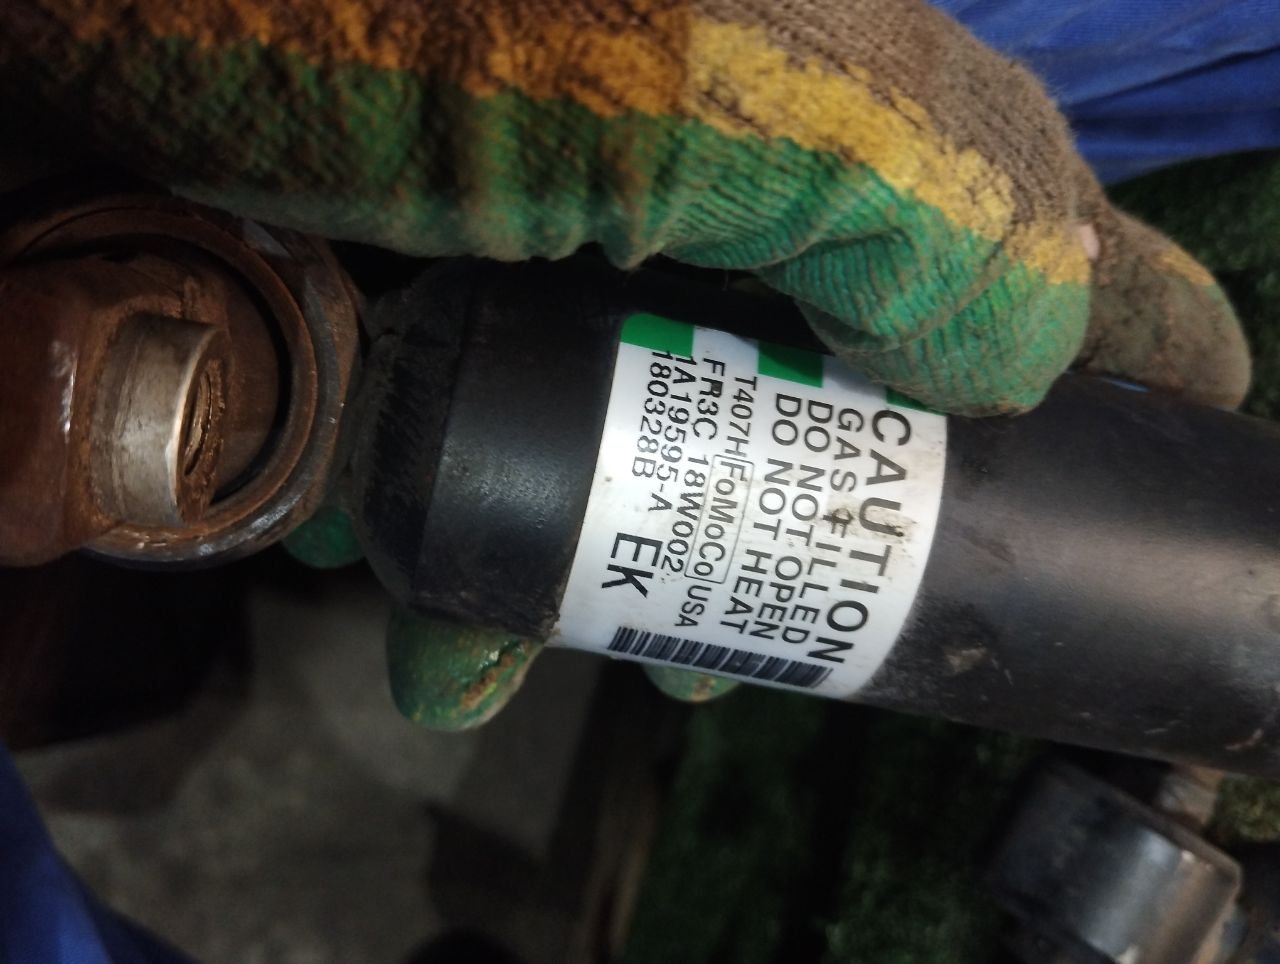 CAUTION
GAS FILLED
DO NOT OPEN
DO NOT HEAT
T407H FoMoCo USA
FR3C 18W002
1A19595-A
180328B EK